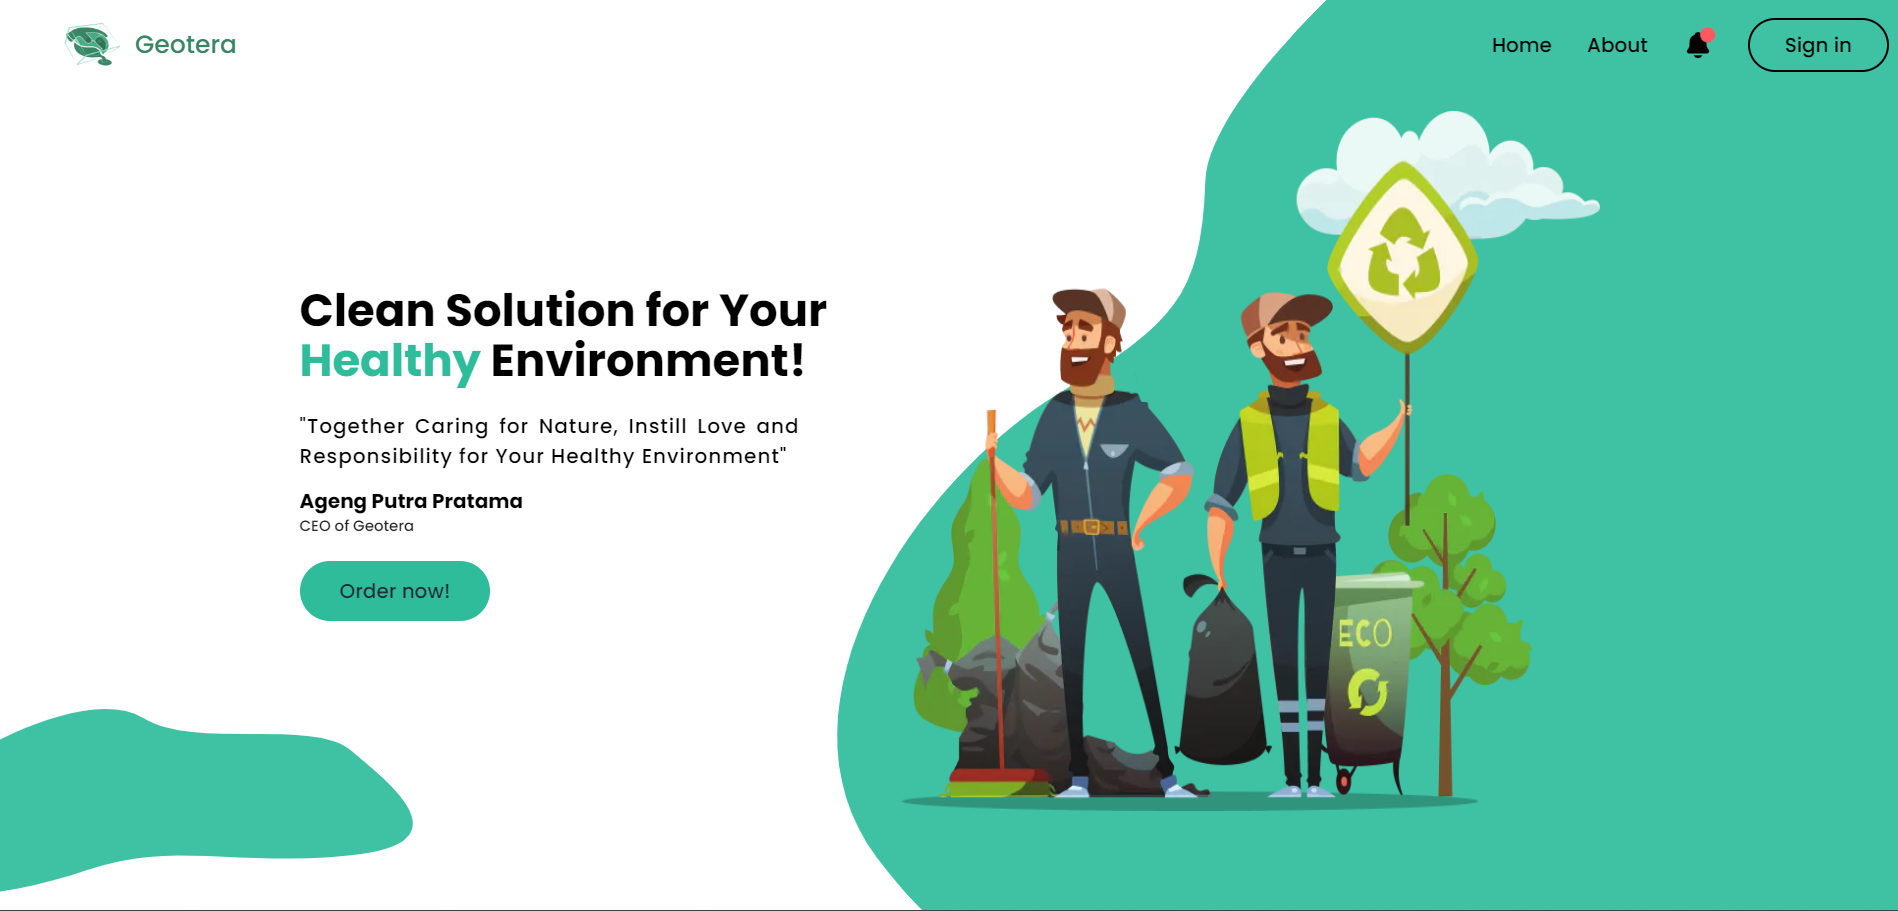 Geotera
Home
About
Sign in
Clean Solution for Your
Healthy Environment!
"Together Caring for Nature, Instill Love and
Responsibility for Your Healthy Environment"
Ageng Putra Pratama
CEO of Geotera
Order now!
ECO